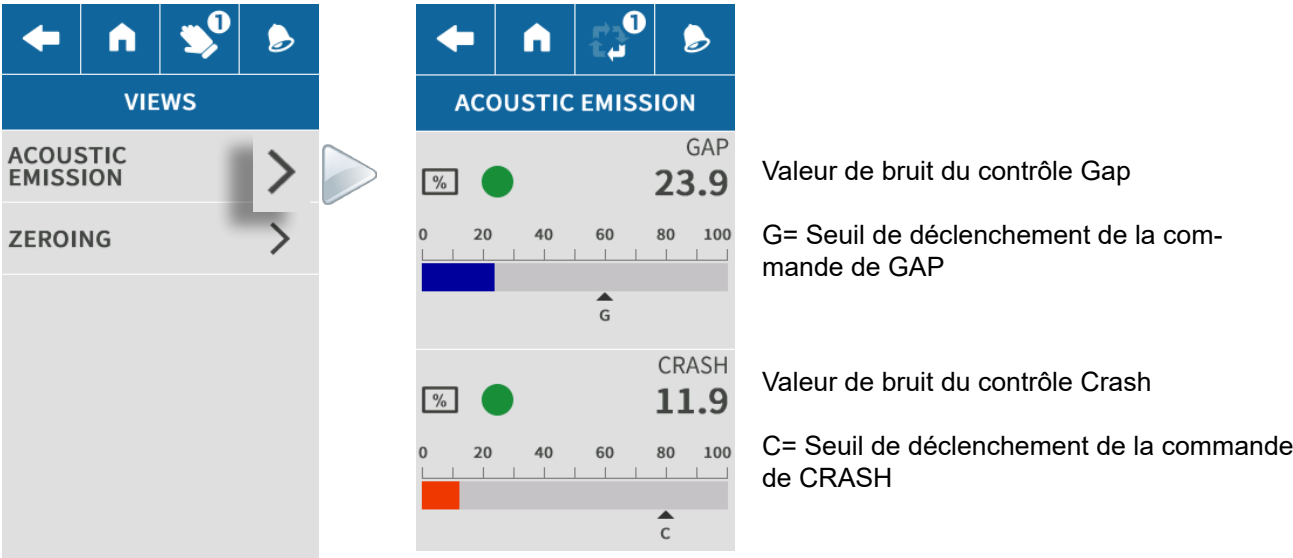 1
VIEWS
ACOUSTIC
EMISSION
ZEROING
1
ACOUSTIC EMISSION
GAP
%
23.9
0 20 40 60 80 100
G
CRASH
%
11.9
0 20 40 60 80 100
C
Valeur de bruit du contrôle Gap
G= Seuil de déclenchement de la com-
mande de GAP
Valeur de bruit du contrôle Crash
C= Seuil de déclenchement de la commande
de CRASH